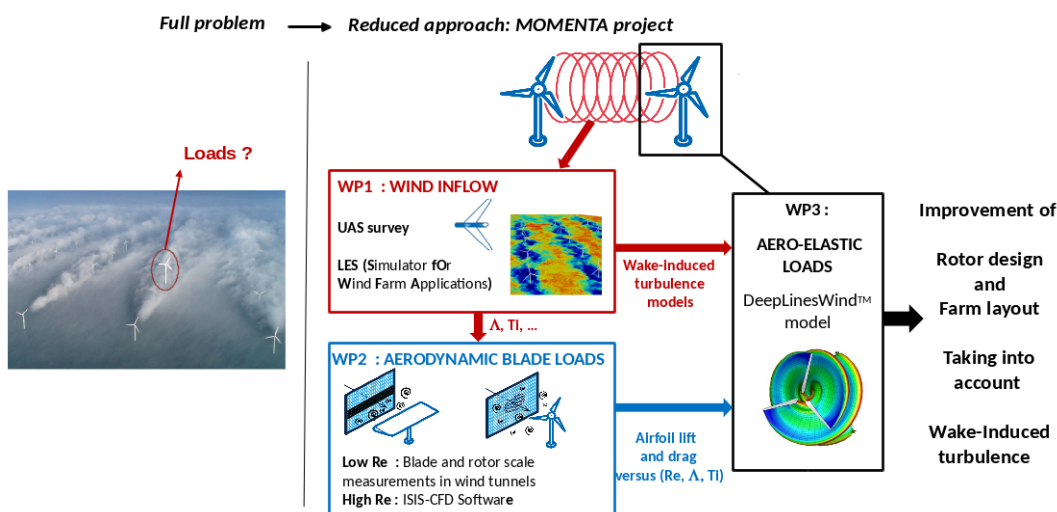 Full problem
Reduced approach: MOMENTA project
Loads ?
WP1 : WIND INFLOW
UAS survey
LES (Simulator fOr
Wind Farm Applications)
Wake-Induced
turbulence
models
Λ, TI, ...
WP2 : AERODYNAMIC BLADE LOADS
Low Re : Blade and rotor scale
measurements in wind tunnels
High Re : ISIS-CFD Software
Airfoil lift
and drag
versus (Re, Λ, TI)
WP3 :
AERO-ELASTIC
LOADS
DeepLinesWind™
model
Improvement of
Rotor design
and
Farm layout
Taking into
account
Wake-Induced
turbulence